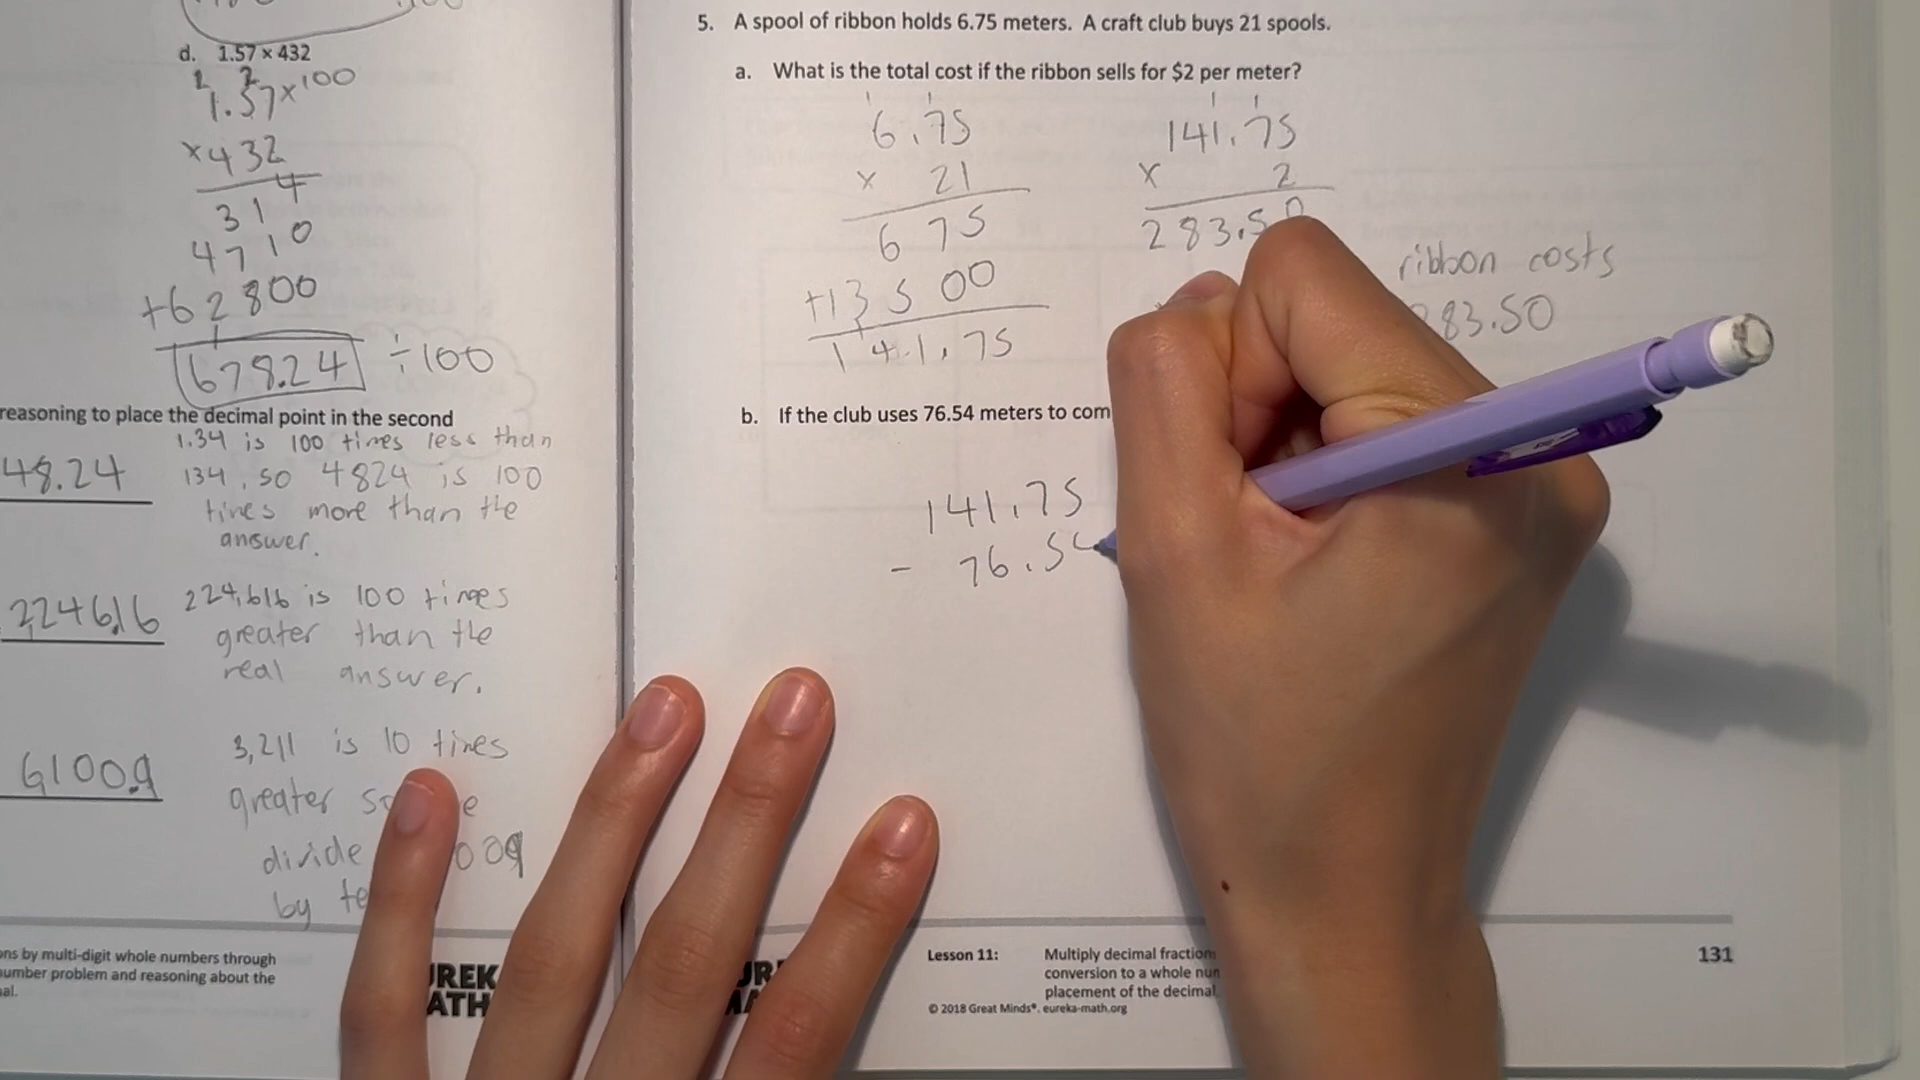 d. 1.57 × 432
1.57 × 100
× 432
314
4710
+62800
678.24 ÷ 100
reasoning to place the decimal point in the second
48.24
1.34 is 100 times less than
134, so 4824 is 100
times more than the
answer.
224616
224,616 is 100 times
greater than the
real answer.
6100.9
3,211 is 10 times
greater
divide
by
ons by multi-digit whole numbers through
number problem and reasoning about the
UREK
ATH
5. A spool of ribbon holds 6.75 meters. A craft club buys 21 spools.
a. What is the total cost if the ribbon sells for $2 per meter?
6.75
× 21
675
+13500
141.75
141.75
× 2
283.50
ribbon costs
83.50
b. If the club uses 76.54 meters to com
141.75
- 76.5
Lesson 11: Multiply decimal fractions
conversion to a whole num
placement of the decimal
© 2018 Great Minds®. eureka-math.org
131